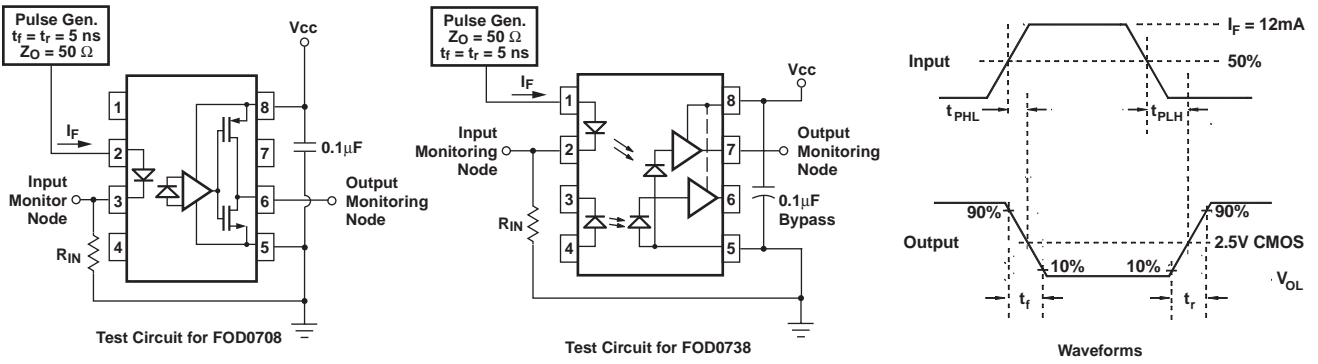 Pulse Gen.
tf = tr = 5 ns
ZO = 50 Ω
Vcc
IF
1
2
3
4
8
7
6
5
0.1μF
Input
Monitor
Node
RIN
Output
Monitoring
Node
Test Circuit for FOD0708
Pulse Gen.
ZO = 50 Ω
tf = tr = 5 ns
Vcc
IF
1
2
3
4
8
7
6
5
Input
Monitoring
Node
RIN
Output
Monitoring
Node
0.1μF
Bypass
Test Circuit for FOD0738
IF = 12mA
Input
50%
tPHL
tPLH
90%
90%
Output
2.5V CMOS
10%
10%
VOL
tf
tr
Waveforms